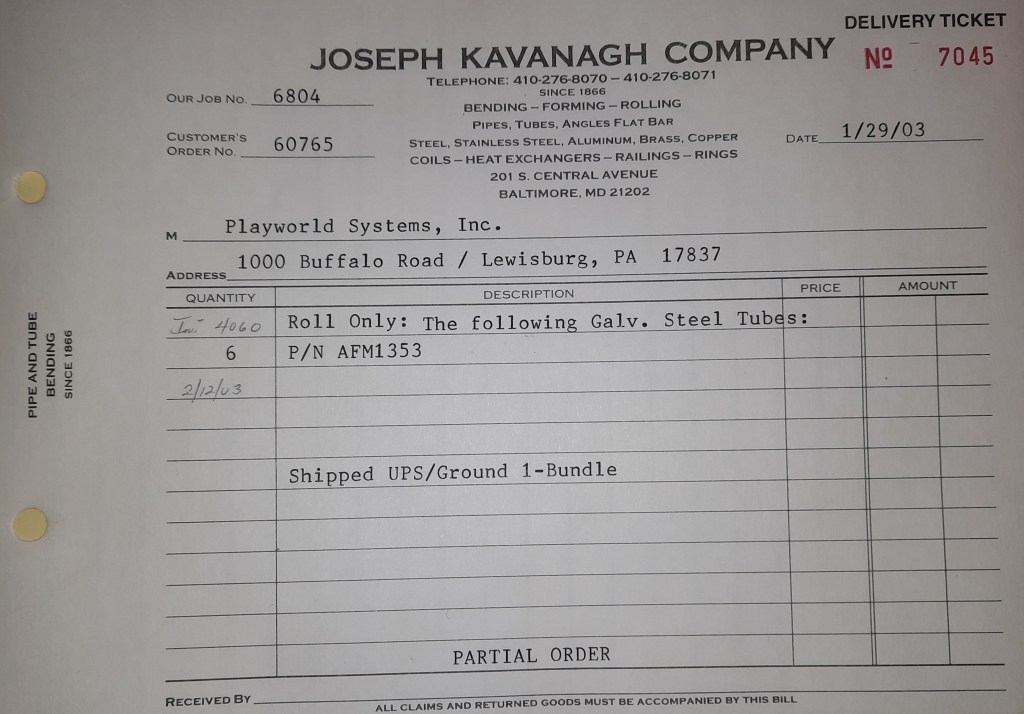 DELIVERY TICKET
JOSEPH KAVANAGH COMPANY
Nº 7045
TELEPHONE: 410-276-8070 – 410-276-8071
SINCE 1866
OUR JOB NO. 6804
BENDING – FORMING – ROLLING
PIPES, TUBES, ANGLES FLAT BAR
CUSTOMER'S
ORDER NO. 60765
STEEL, STAINLESS STEEL, ALUMINUM, BRASS, COPPER
DATE 1/29/03
COILS – HEAT EXCHANGERS – RAILINGS – RINGS
201 S. CENTRAL AVENUE
BALTIMORE, MD 21202
M Playworld Systems, Inc.
ADDRESS 1000 Buffalo Road / Lewisburg, PA 17837
QUANTITY DESCRIPTION PRICE AMOUNT
Inv 4060 Roll Only: The following Galv. Steel Tubes:
6 P/N AFM1353
2/12/03
Shipped UPS/Ground 1-Bundle
PARTIAL ORDER
RECEIVED BY
ALL CLAIMS AND RETURNED GOODS MUST BE ACCOMPANIED BY THIS BILL
PIPE AND TUBE
BENDING
SINCE 1866